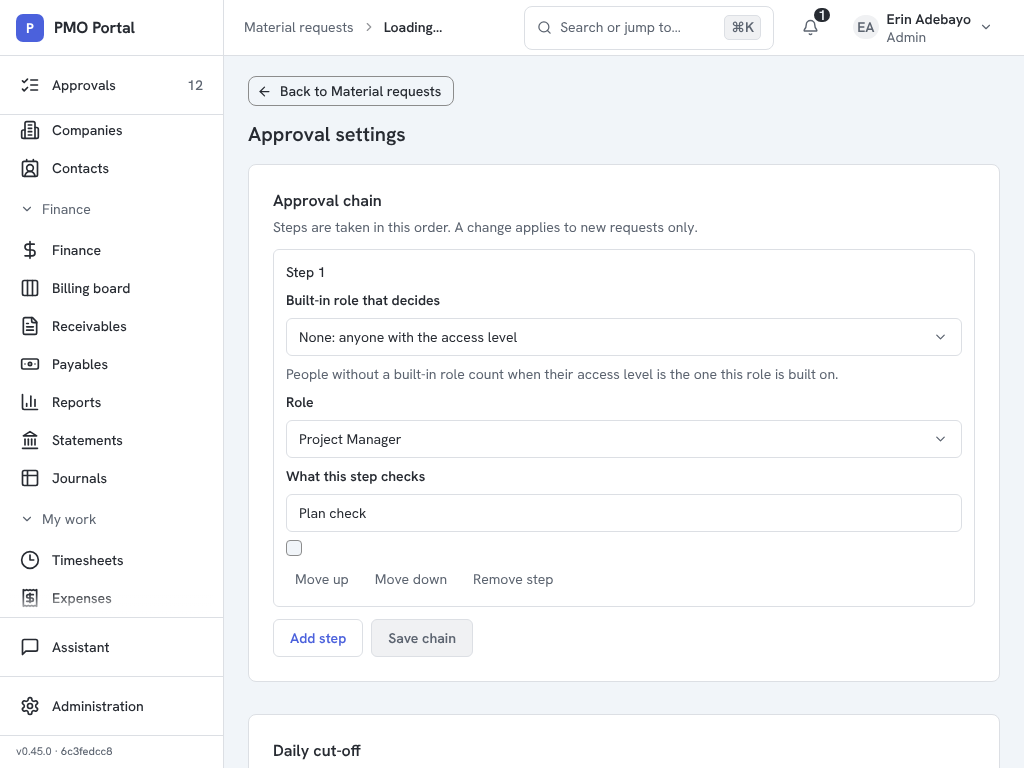 P PMO Portal
Material requests > Loading...
Search or jump to... ⌘K
1
EA Erin Adebayo
Admin
Approvals 12
Companies
Contacts
Finance
Finance
Billing board
Receivables
Payables
Reports
Statements
Journals
My work
Timesheets
Expenses
Assistant
Administration
v0.45.0 · 6c3fedcc8
Back to Material requests
Approval settings
Approval chain
Steps are taken in this order. A change applies to new requests only.
Step 1
Built-in role that decides
None: anyone with the access level
People without a built-in role count when their access level is the one this role is built on.
Role
Project Manager
What this step checks
Plan check
Move up Move down Remove step
Add step Save chain
Daily cut-off